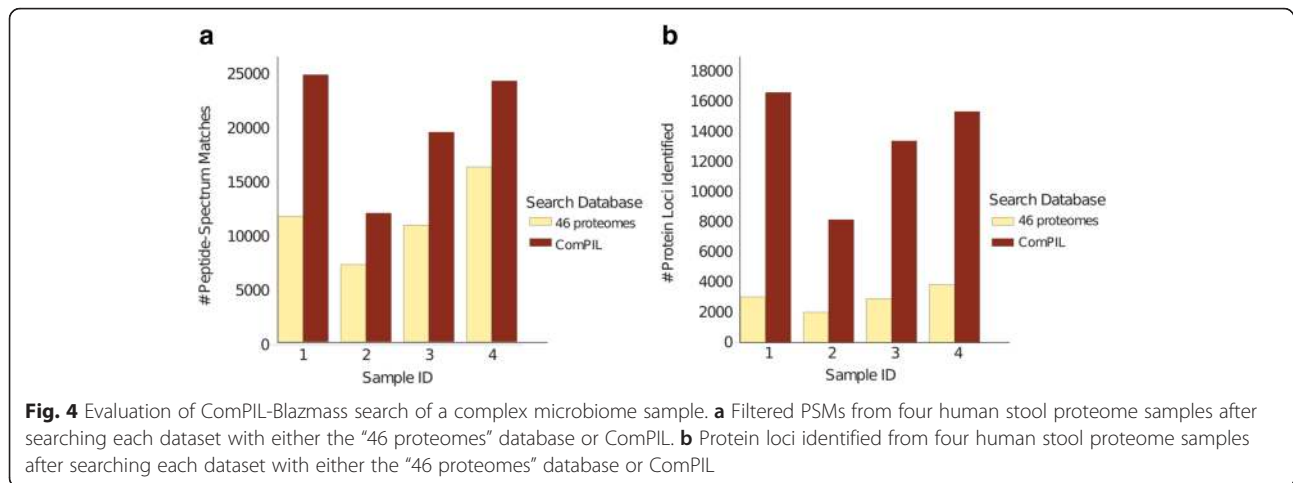 a
25000
20000
15000
10000
5000
0
#Peptide-Spectrum Matches
1 2 3 4
Sample ID
Search Database
46 proteomes
ComPIL
b
18000
16000
14000
12000
10000
8000
6000
4000
2000
0
#Protein Loci Identified
1 2 3 4
Sample ID
Search Database
46 proteomes
ComPIL
Fig. 4 Evaluation of ComPIL-Blazmass search of a complex microbiome sample. a Filtered PSMs from four human stool proteome samples after
searching each dataset with either the “46 proteomes” database or ComPIL. b Protein loci identified from four human stool proteome samples
after searching each dataset with either the “46 proteomes” database or ComPIL